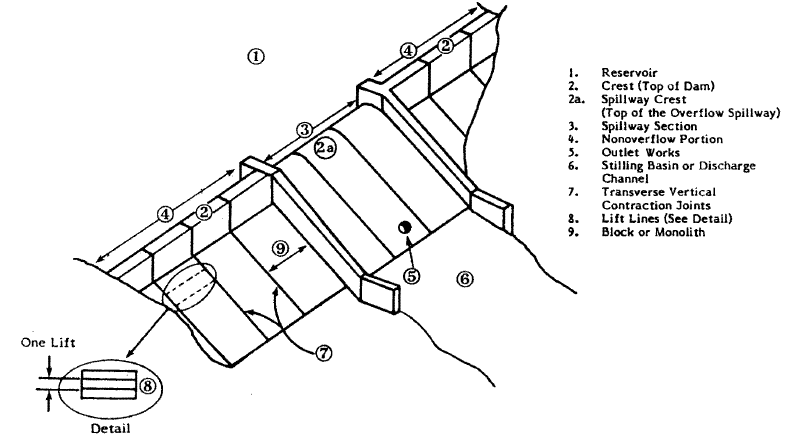 ④
②
①
1. Reservoir
2. Crest (Top of Dam)
2a. Spillway Crest
(Top of the Overflow Spillway)
3. Spillway Section
4. Nonoverflow Portion
5. Outlet Works
6. Stilling Basin or Discharge
Channel
7. Transverse Vertical
Contraction Joints
8. Lift Lines (See Detail)
9. Block or Monolith
③
2a
④
②
⑨
⑤
⑥
⑦
One Lift
⑧
Detail